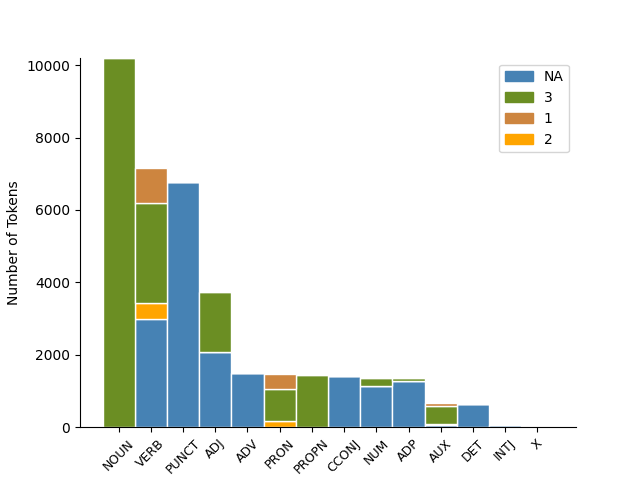 10000
8000
6000
4000
2000
0
Number of Tokens
NA
3
1
2
NOUN
VERB
PUNCT
ADJ
ADV
PRON
PROPN
CCONJ
NUM
ADP
AUX
DET
INTJ
X